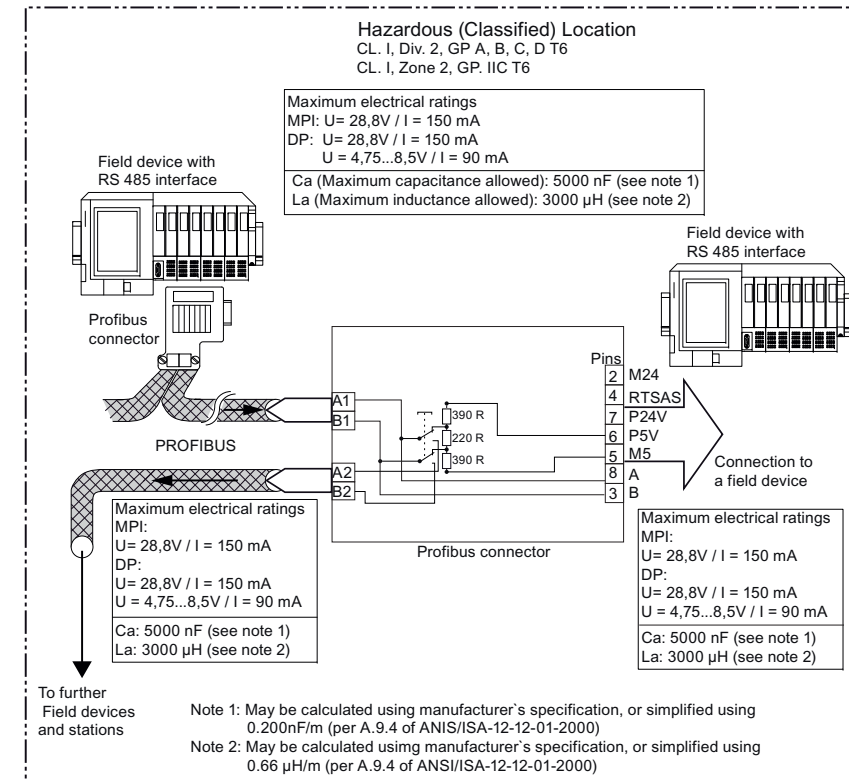 Hazardous (Classified) Location
CL. I, Div. 2, GP A, B, C, D T6
CL. I, Zone 2, GP. IIC T6
Maximum electrical ratings
MPI: U= 28,8V / I = 150 mA
DP: U= 28,8V / I = 150 mA
U = 4,75...8,5V / I = 90 mA
Ca (Maximum capacitance allowed): 5000 nF (see note 1)
La (Maximum inductance allowed): 3000 µH (see note 2)
Field device with
RS 485 interface
Field device with
RS 485 interface
Profibus
connector
Pins
2 M24
4 RTSAS
7 P24V
6 P5V
5 M5
8 A
3 B
A1
B1
A2
B2
390 R
220 R
390 R
PROFIBUS
Connection to
a field device
Profibus connector
Maximum electrical ratings
MPI:
U= 28,8V / I = 150 mA
DP:
U= 28,8V / I = 150 mA
U = 4,75...8,5V / I = 90 mA
Ca: 5000 nF (see note 1)
La: 3000 µH (see note 2)
Maximum electrical ratings
MPI:
U= 28,8V / I = 150 mA
DP:
U= 28,8V / I = 150 mA
U = 4,75...8,5V / I = 90 mA
Ca: 5000 nF (see note 1)
La: 3000 µH (see note 2)
To further
Field devices
and stations
Note 1: May be calculated using manufacturer`s specification, or simplified using
0.200nF/m (per A.9.4 of ANIS/ISA-12-12-01-2000)
Note 2: May be calculated usimg manufacturer`s specification, or simplified using
0.66 µH/m (per A.9.4 of ANSI/ISA-12-12-01-2000)